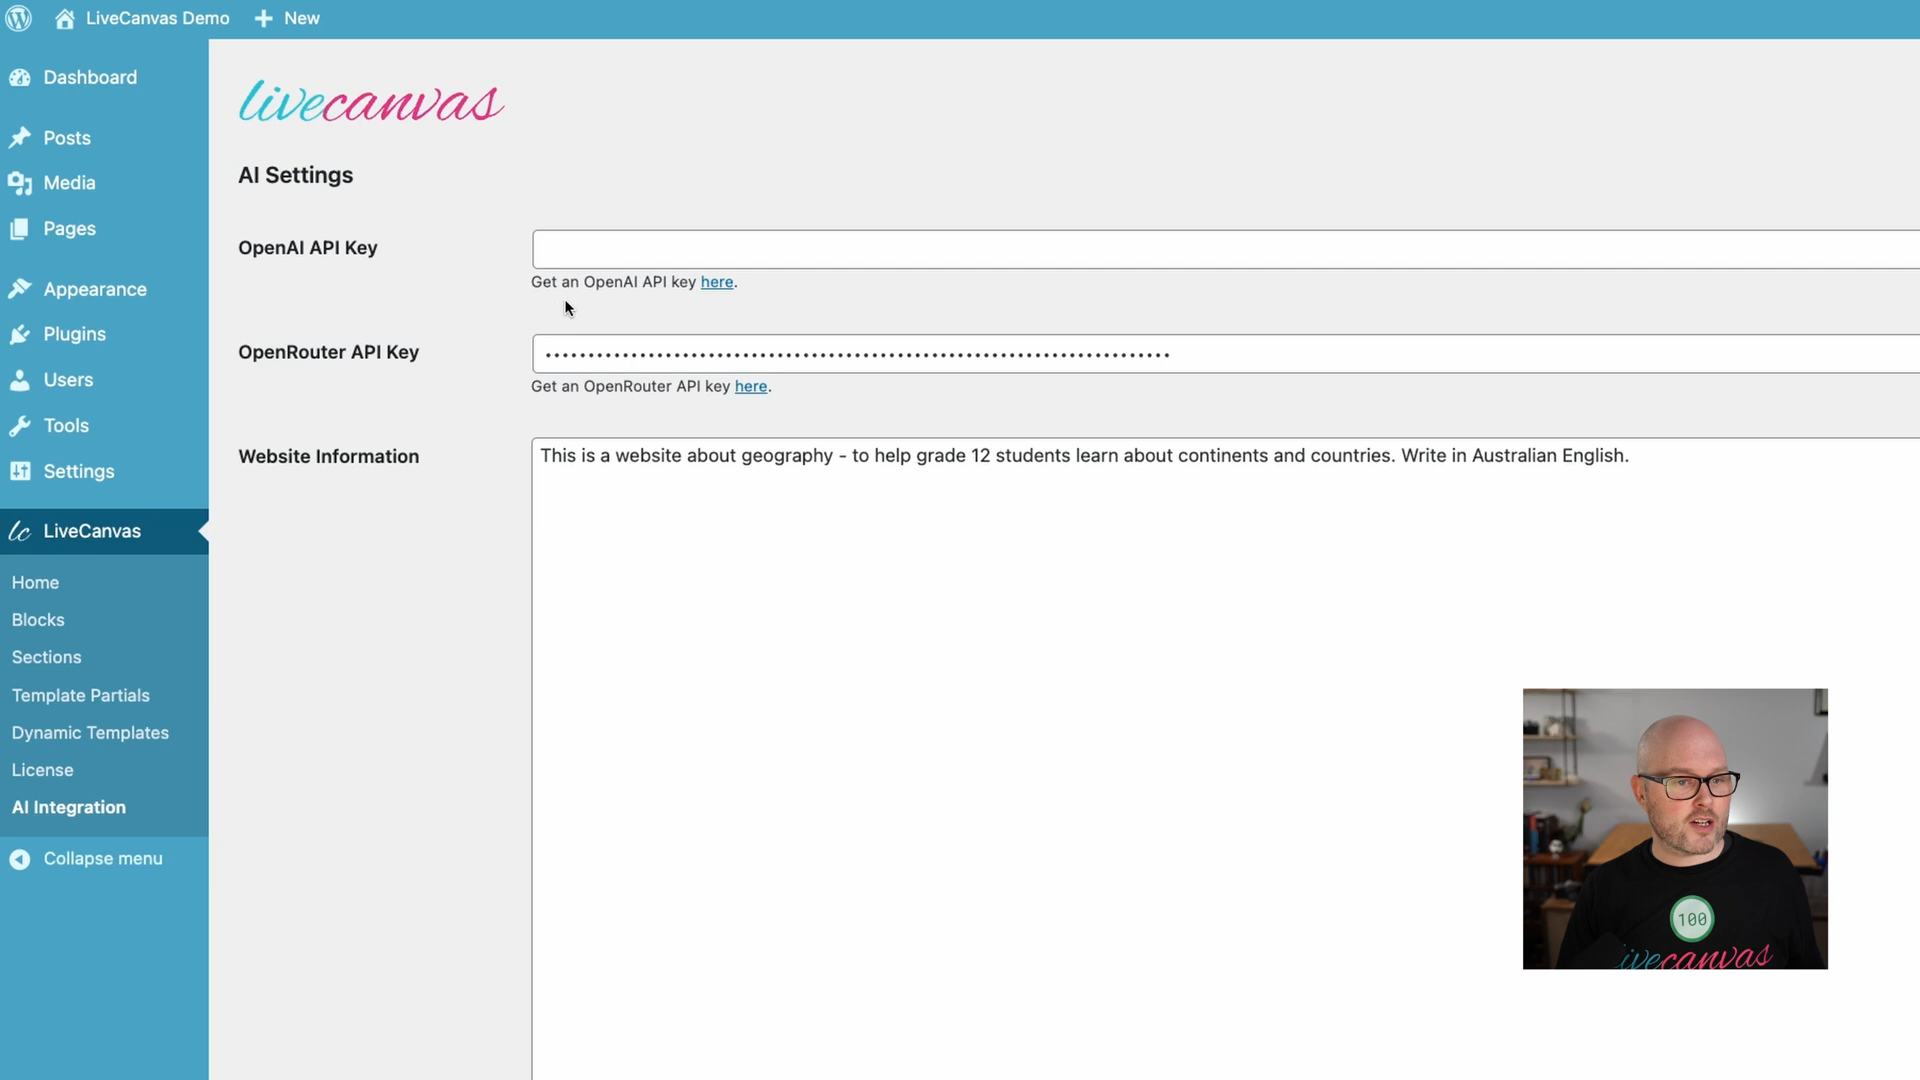 LiveCanvas Demo
New
Dashboard
Posts
Media
Pages
Appearance
Plugins
Users
Tools
Settings
LiveCanvas
Home
Blocks
Sections
Template Partials
Dynamic Templates
License
AI Integration
Collapse menu
livecanvas
AI Settings
OpenAI API Key
Get an OpenAI API key here.
OpenRouter API Key
••••••••••••••••••••••••••••••••••••••••••••••••••••••••••••••••••••••••
Get an OpenRouter API key here.
Website Information
This is a website about geography - to help grade 12 students learn about continents and countries. Write in Australian English.
100
livecanvas